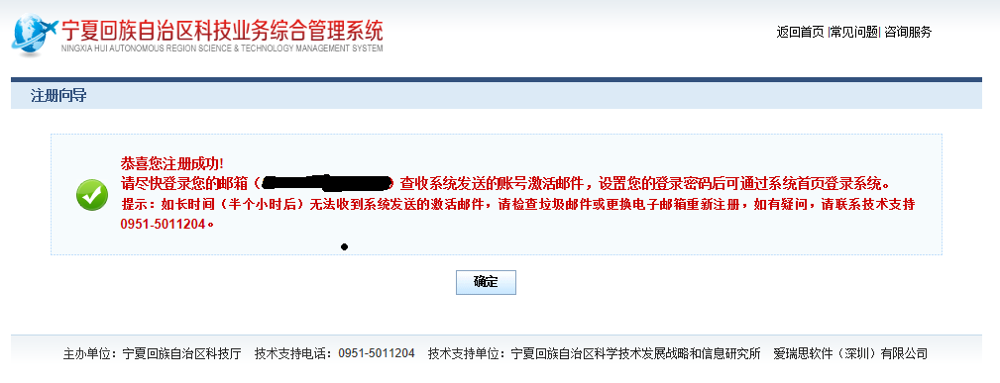 宁夏回族自治区科技业务综合管理系统
NINGXIA HUI AUTONOMOUS REGION SCIENCE & TECHNOLOGY MANAGEMENT SYSTEM
返回首页 |常见问题| 咨询服务
注册向导
恭喜您注册成功!
请尽快登录您的邮箱（）查收系统发送的账号激活邮件，设置您的登录密码后可通过系统首页登录系统。
提示：如长时间（半个小时后）无法收到系统发送的激活邮件，请检查垃圾邮件或更换电子邮箱重新注册，如有疑问，请联系技术支持
0951-5011204。
确定
主办单位：宁夏回族自治区科技厅 技术支持电话：0951-5011204 技术支持单位：宁夏回族自治区科学技术发展战略和信息研究所 爱瑞思软件（深圳）有限公司